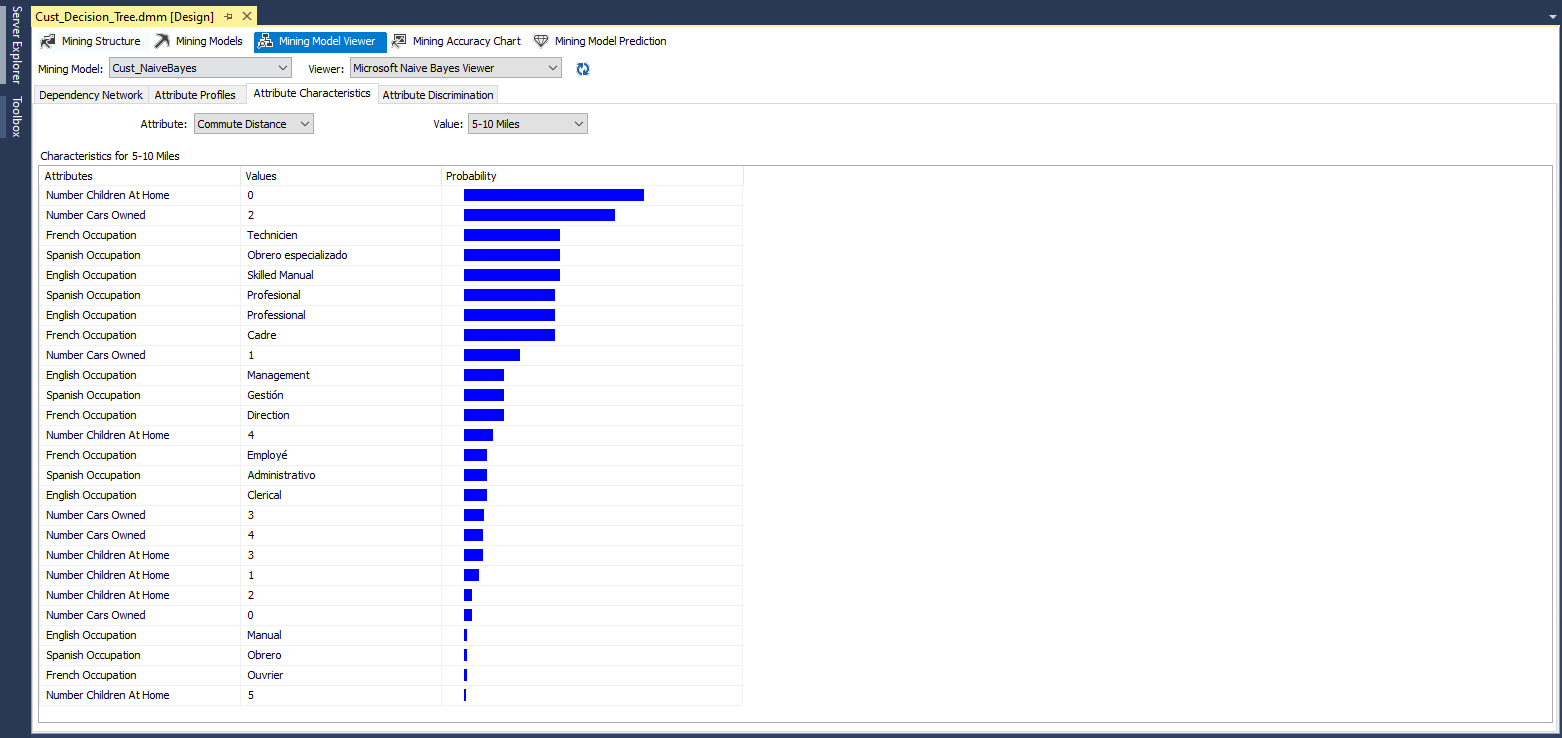 Server Explorer
Toolbox
Cust_Decision_Tree.dmm [Design]
Mining Structure Mining Models Mining Model Viewer Mining Accuracy Chart Mining Model Prediction
Mining Model: Cust_NaiveBayes Viewer: Microsoft Naive Bayes Viewer
Dependency Network Attribute Profiles Attribute Characteristics Attribute Discrimination
Attribute: Commute Distance Value: 5-10 Miles
Characteristics for 5-10 Miles
Attributes Values Probability
Number Children At Home 0
Number Cars Owned 2
French Occupation Technicien
Spanish Occupation Obrero especializado
English Occupation Skilled Manual
Spanish Occupation Profesional
English Occupation Professional
French Occupation Cadre
Number Cars Owned 1
English Occupation Management
Spanish Occupation Gestión
French Occupation Direction
Number Children At Home 4
French Occupation Employé
Spanish Occupation Administrativo
English Occupation Clerical
Number Cars Owned 3
Number Cars Owned 4
Number Children At Home 3
Number Children At Home 1
Number Children At Home 2
Number Cars Owned 0
English Occupation Manual
Spanish Occupation Obrero
French Occupation Ouvrier
Number Children At Home 5